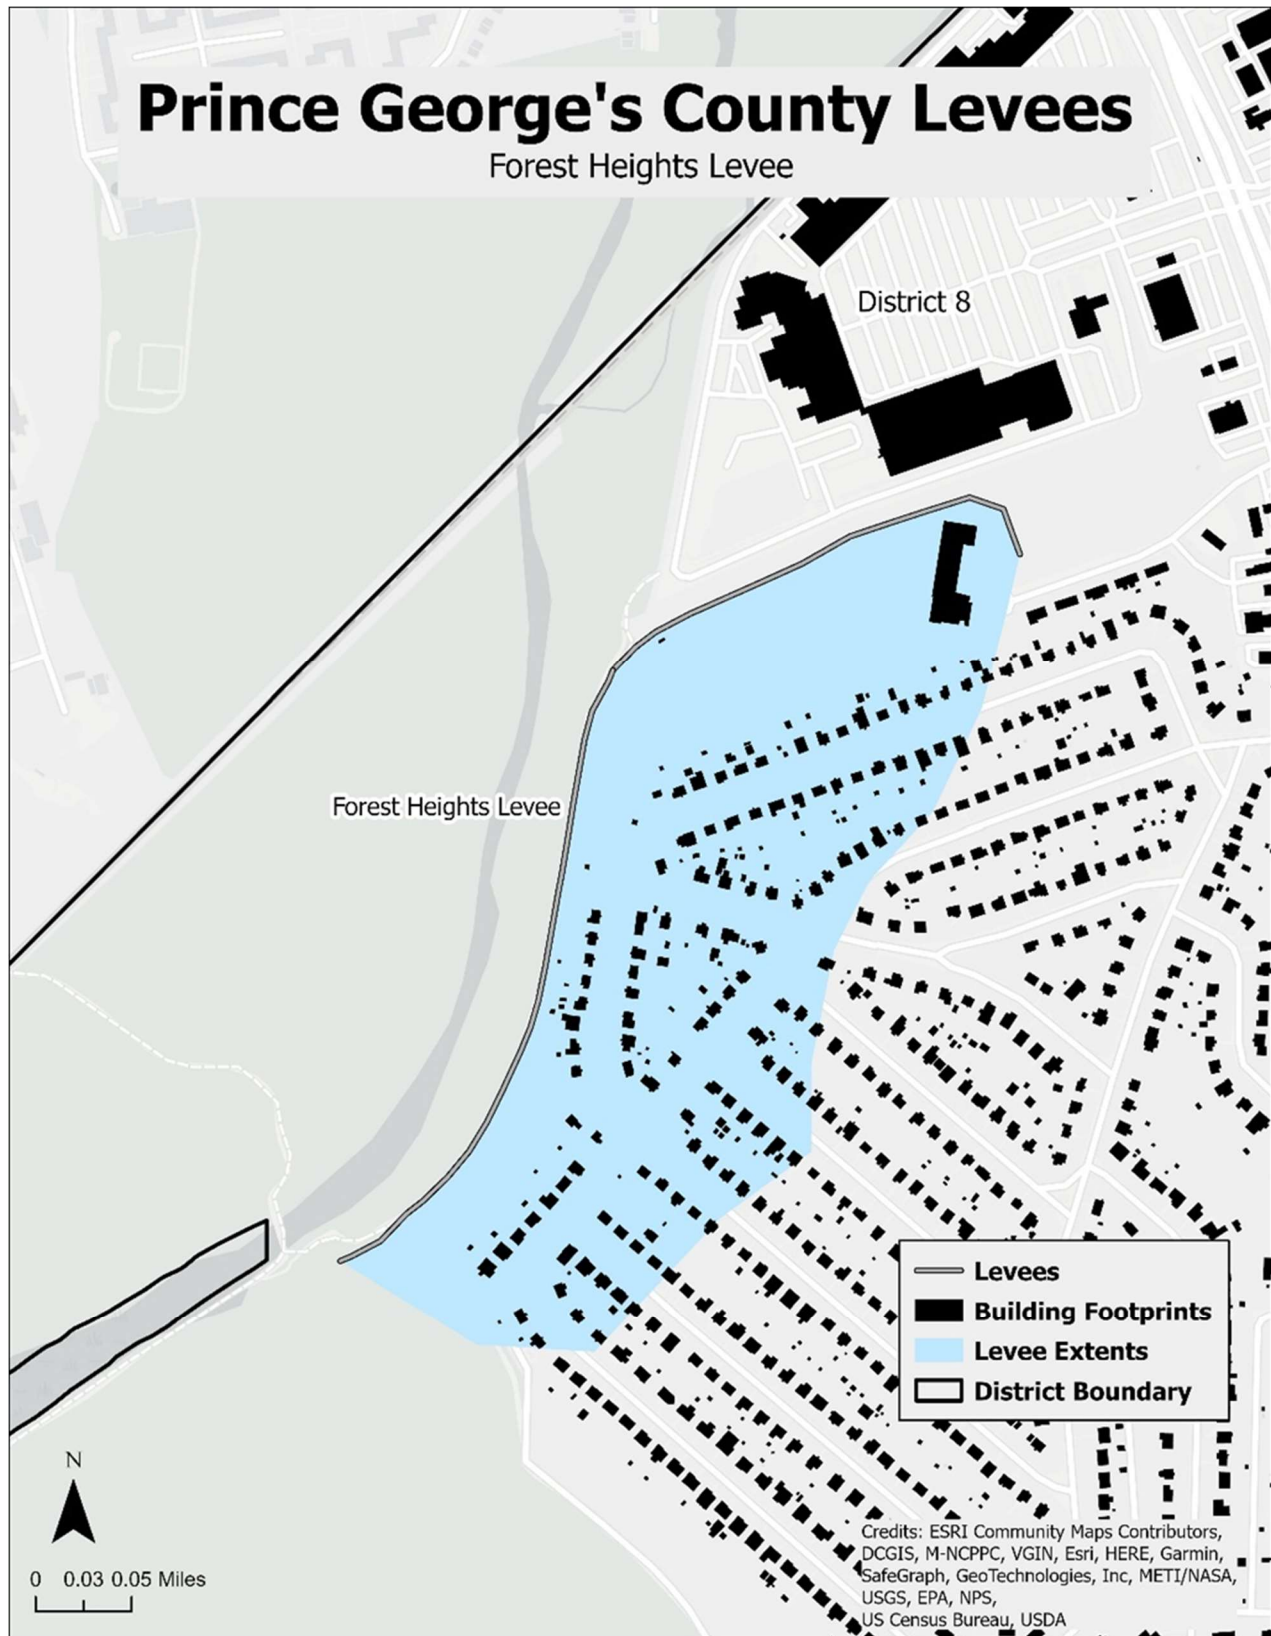 Prince George's County Levees
Forest Heights Levee
District 8
Forest Heights Levee
Levees
Building Footprints
Levee Extents
District Boundary
N
0 0.03 0.05 Miles
Credits: ESRI Community Maps Contributors,
DCGIS, M-NCPPC, VGIN, Esri, HERE, Garmin,
SafeGraph, GeoTechnologies, Inc, METI/NASA,
USGS, EPA, NPS,
US Census Bureau, USDA